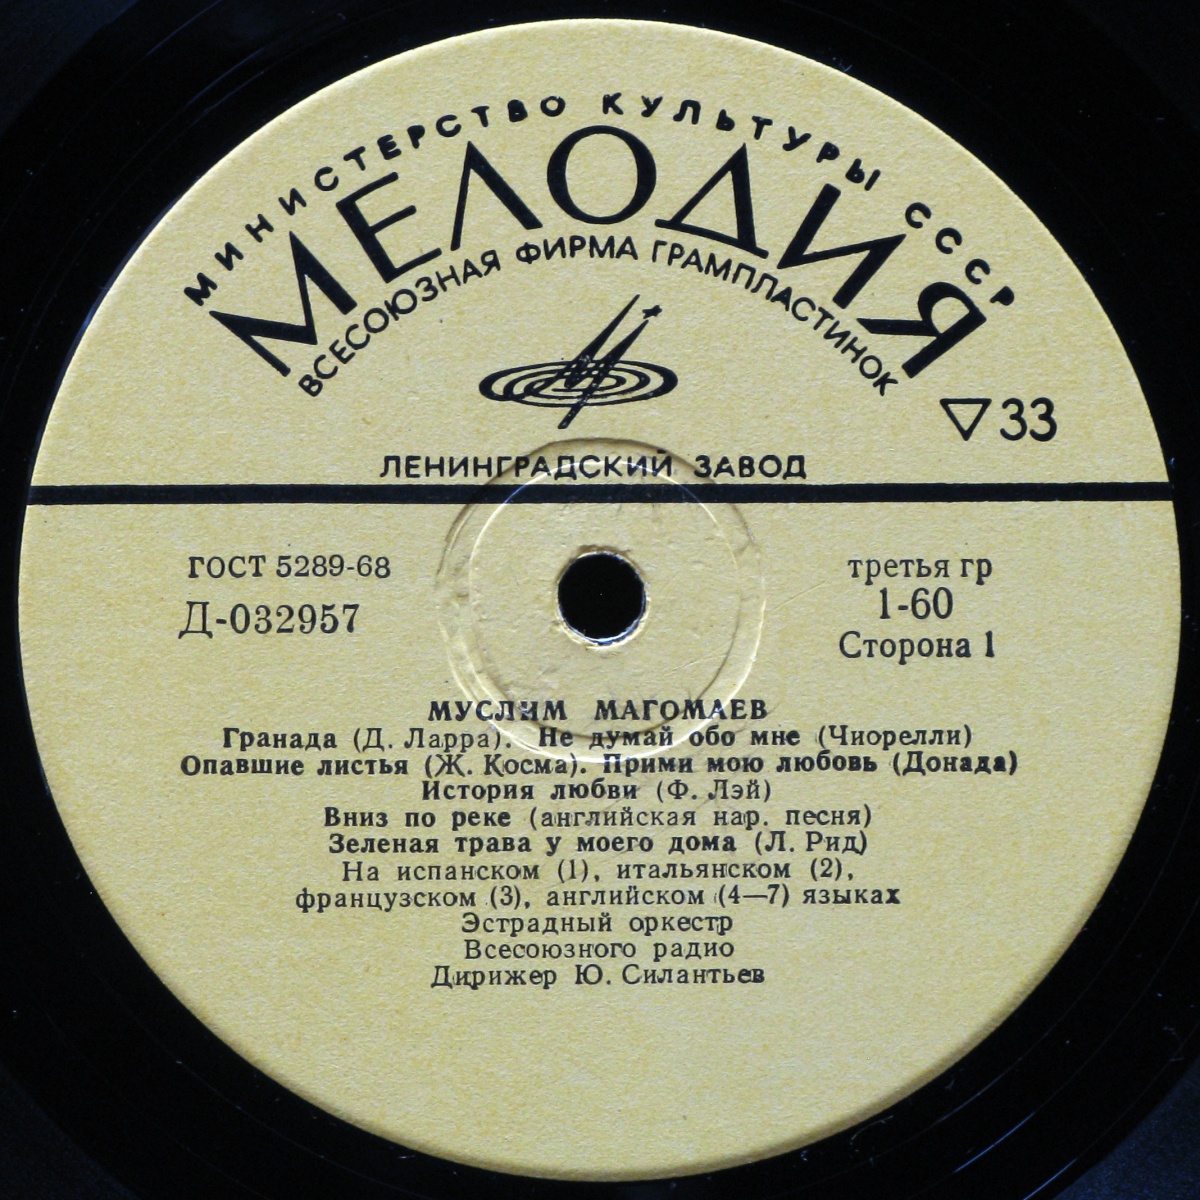 МИНИСТЕРСТВО КУЛЬТУРЫ СССР
МЕЛОДИЯ
ВСЕСОЮЗНАЯ ФИРМА ГРАМПЛАСТИНОК
▽33
ЛЕНИНГРАДСКИЙ ЗАВОД
ГОСТ 5289-68
Д-032957
третья гр
1-60
Сторона 1
МУСЛИМ МАГОМАЕВ
Гранада (Д. Ларра). Не думай обо мне (Чиорелли)
Опавшие листья (Ж. Косма). Прими мою любовь (Донада)
История любви (Ф. Лэй)
Вниз по реке (английская нар. песня)
Зеленая трава у моего дома (Л. Рид)
На испанском (1), итальянском (2),
французском (3), английском (4—7) языках
Эстрадный оркестр
Всесоюзного радио
Дирижер Ю. Силантьев